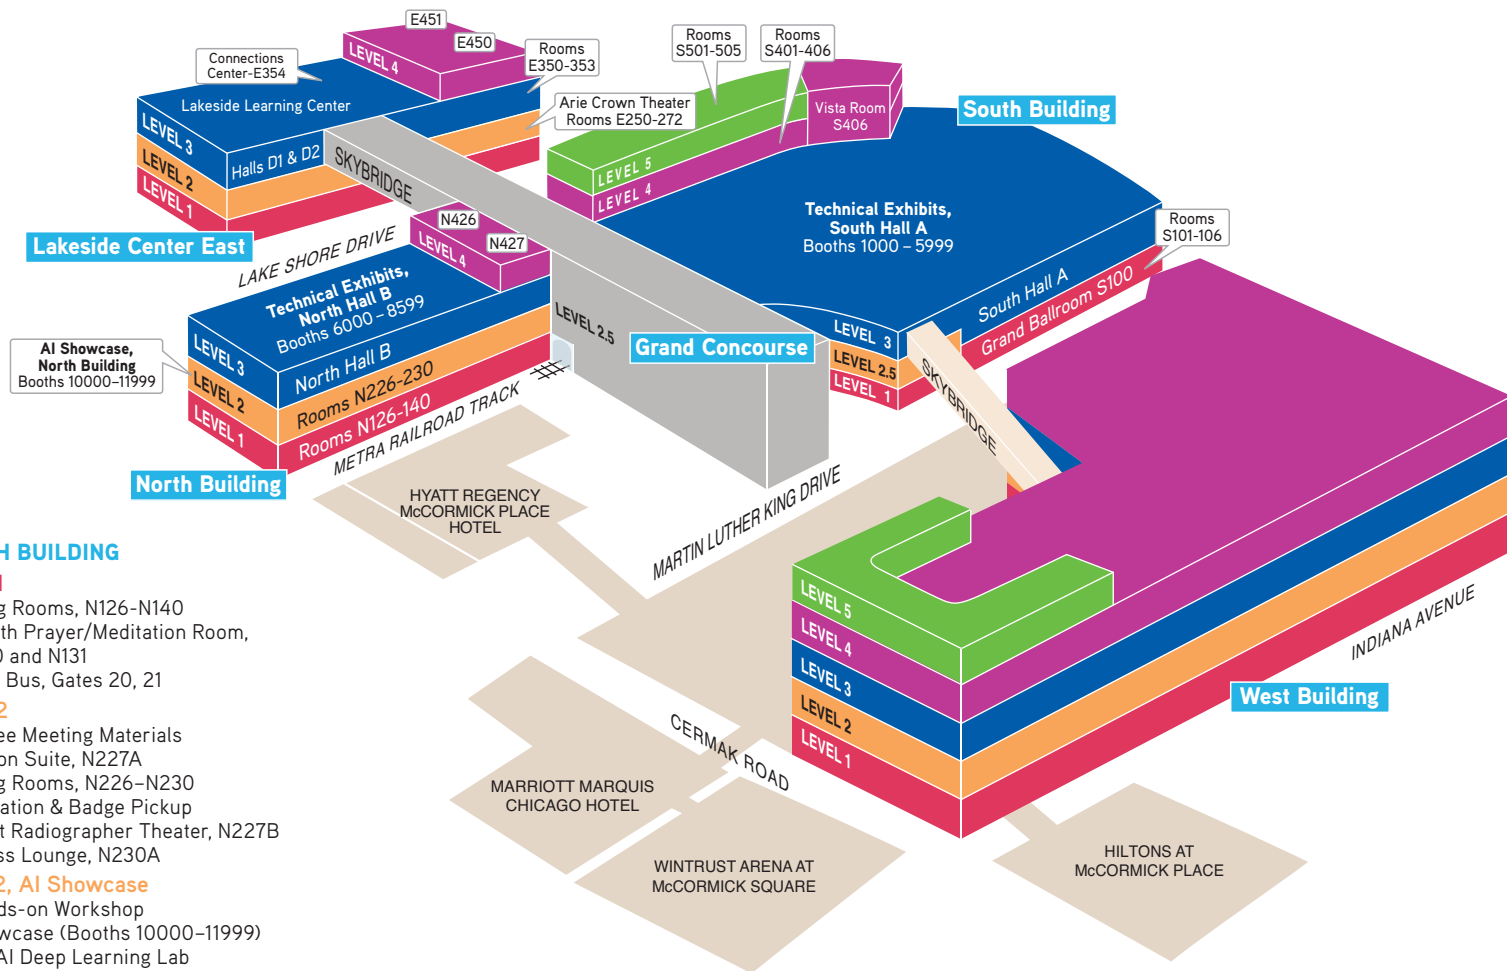 E451
E450
LEVEL 4
Connections
Center-E354
Rooms
E350-353
Lakeside Learning Center
Arie Crown Theater
Rooms E250-272
LEVEL 3
LEVEL 2
LEVEL 1
Halls D1 & D2
SKYBRIDGE
Lakeside Center East
LAKE SHORE DRIVE
Rooms
S501-505
Rooms
S401-406
Vista Room
S406
South Building
LEVEL 5
LEVEL 4
Technical Exhibits,
South Hall A
Booths 1000 – 5999
Rooms
S101-106
South Hall A
Grand Ballroom S100
LEVEL 3
LEVEL 2.5
LEVEL 1
N426
N427
LEVEL 4
Technical Exhibits,
North Hall B
Booths 6000 – 8599
AI Showcase,
North Building
Booths 10000–11999
LEVEL 3
LEVEL 2
LEVEL 1
North Hall B
Rooms N226-230
Rooms N126-140
LEVEL 2.5
Grand Concourse
SKYBRIDGE
METRA RAILROAD TRACK
North Building
HYATT REGENCY
McCORMICK PLACE
HOTEL
MARTIN LUTHER KING DRIVE
LEVEL 5
LEVEL 4
LEVEL 3
LEVEL 2
LEVEL 1
INDIANA AVENUE
West Building
CERMAK ROAD
MARRIOTT MARQUIS
CHICAGO HOTEL
WINTRUST ARENA AT
McCORMICK SQUARE
HILTONS AT
McCORMICK PLACE
H BUILDING
g Rooms, N126-N140
th Prayer/Meditation Room,
0 and N131
Bus, Gates 20, 21
2
ee Meeting Materials
on Suite, N227A
g Rooms, N226–N230
ation & Badge Pickup
t Radiographer Theater, N227B
ss Lounge, N230A
2, AI Showcase
ds-on Workshop
wcase (Booths 10000–11999)
AI Deep Learning Lab